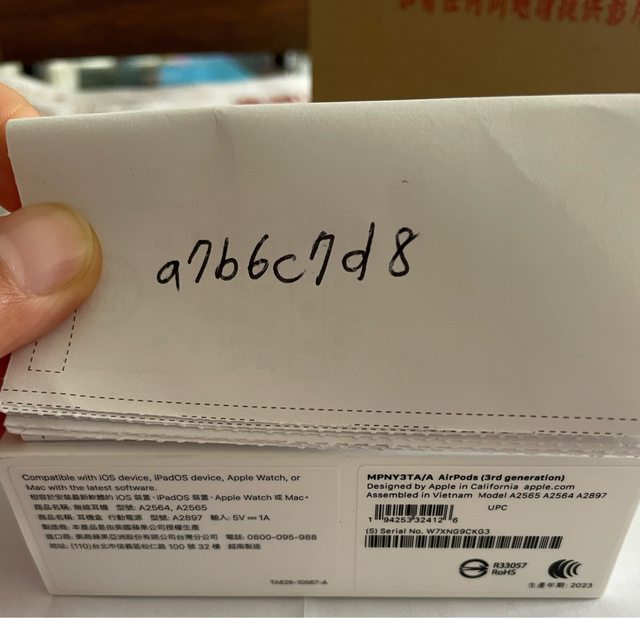 a7b6c7d8
Compatible with iOS device, iPadOS device, Apple Watch, or
Mac with the latest software.
相容於安裝最新軟體的 iOS 裝置、iPadOS 裝置、Apple Watch 或 Mac。
商品名稱: 無線耳機 型號: A2564, A2565
商品名稱: 耳機盒 行動電源 型號: A2897 輸入: 5V⎓1A
製造商: 本產品是由美國蘋果公司授權生產
進口商: 英商蘋果亞洲股份有限公司台灣分公司 電話: 0800-095-988
地址: (110)台北市信義區松仁路 100 號 32 樓 越南製造
TA826-10567-A
MPNY3TA/A AirPods (3rd generation)
Designed by Apple in California apple.com
Assembled in Vietnam Model A2565 A2564 A2897
UPC
1 94253 32412 6
(S) Serial No. W7XNG9CKG3
R33057
RoHS
生產年期: 2023